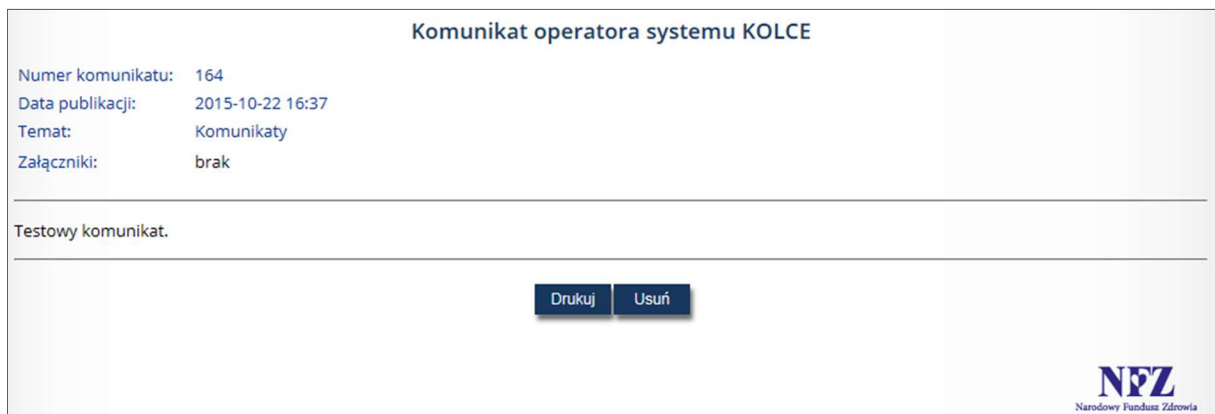 Komunikat operatora systemu KOLCE
Numer komunikatu: 164
Data publikacji: 2015-10-22 16:37
Temat: Komunikaty
Załączniki: brak
Testowy komunikat.
Drukuj Usuń
NFZ
Narodowy Fundusz Zdrowia